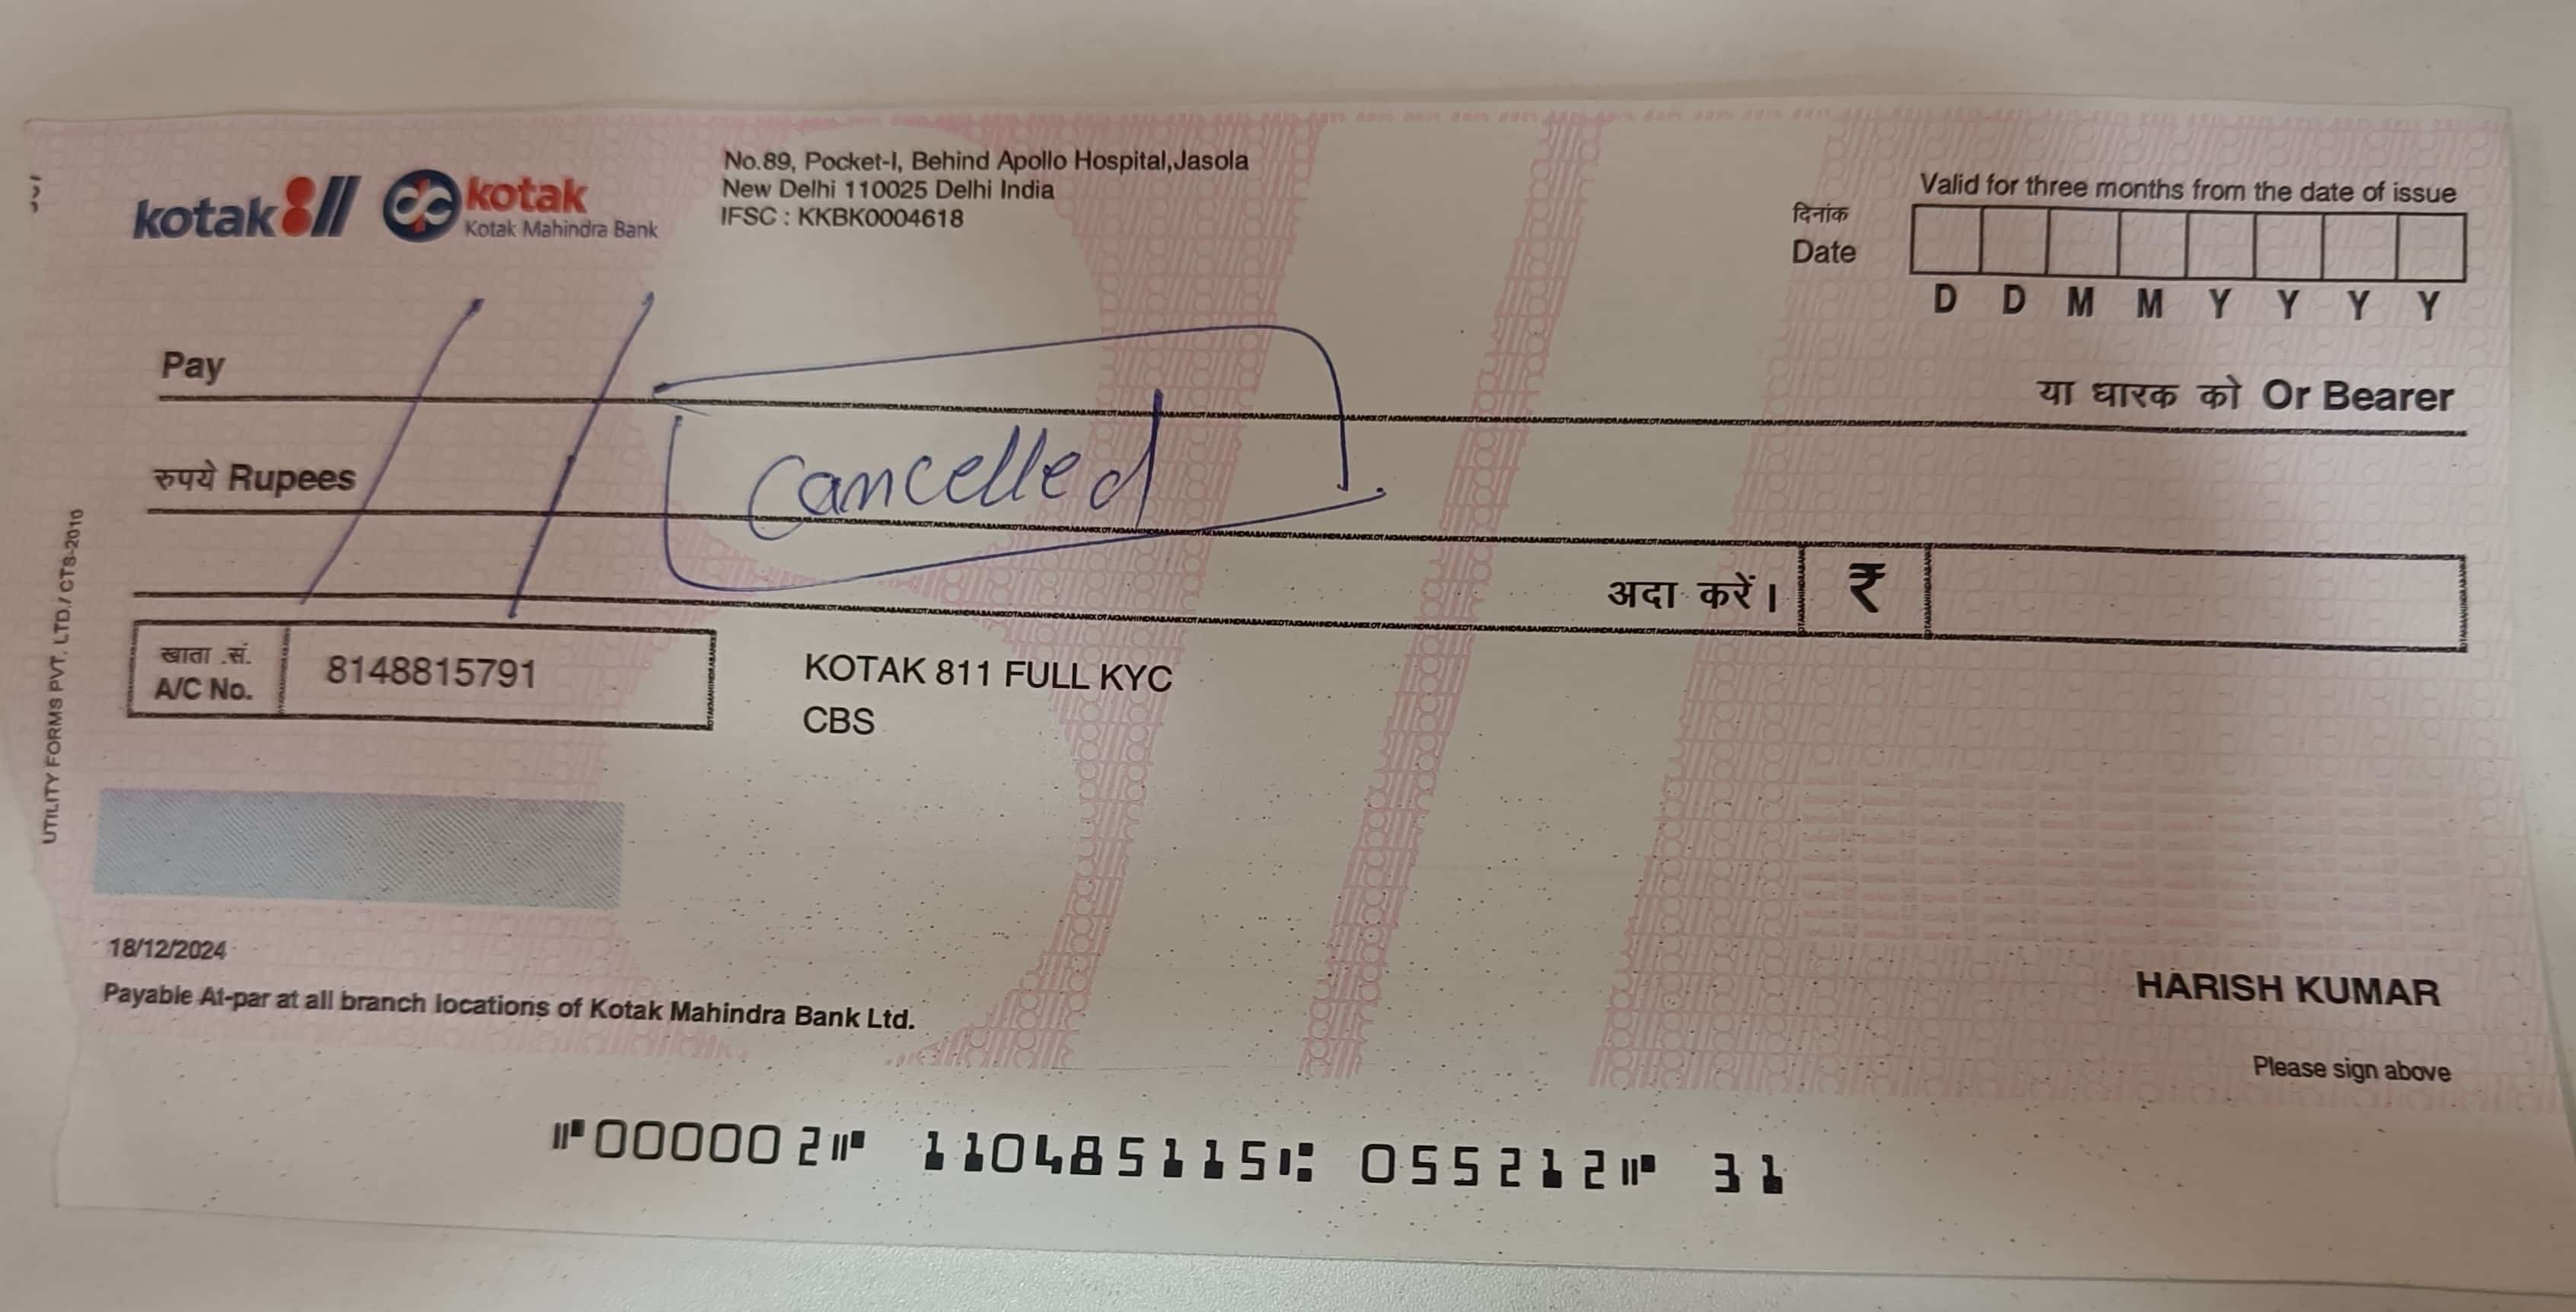 kotak811 kotak
Kotak Mahindra Bank
No.89, Pocket-I, Behind Apollo Hospital,Jasola
New Delhi 110025 Delhi India
IFSC : KKBK0004618
Valid for three months from the date of issue
दिनांक
Date
D D M M Y Y Y Y
Pay
या धारक को Or Bearer
रुपये Rupees
Cancelled
अदा करें। ₹
खाता .सं.
A/C No.
8148815791
KOTAK 811 FULL KYC
CBS
UTILITY FORMS PVT. LTD./ CTS-2010
18/12/2024
Payable At-par at all branch locations of Kotak Mahindra Bank Ltd.
HARISH KUMAR
Please sign above
⑈000002⑈ 110485115⑆ 055212⑈ 31